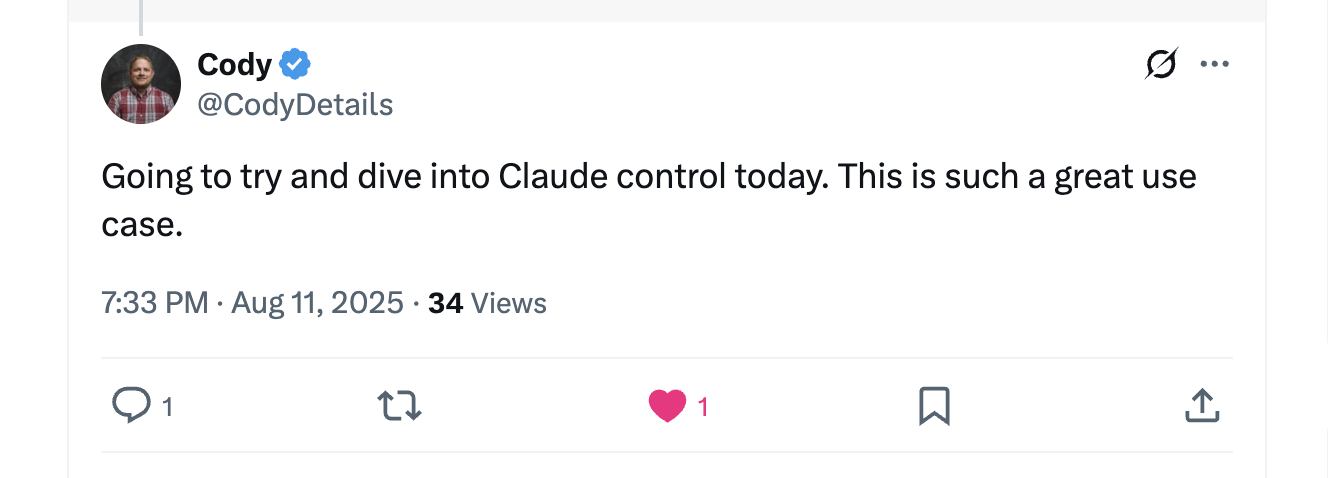 Cody
@CodyDetails
Going to try and dive into Claude control today. This is such a great use
case.
7:33 PM · Aug 11, 2025 · 34 Views
1
1